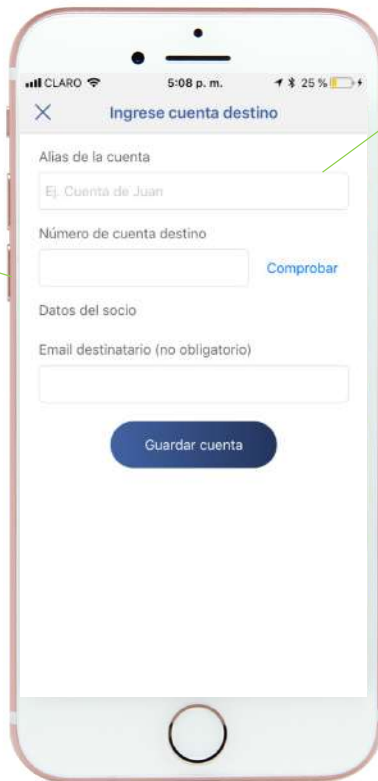 CLARO 5:08 p. m. 25 %
Ingrese cuenta destino
Alias de la cuenta
Ej. Cuenta de Juan
Número de cuenta destino
Comprobar
Datos del socio
Email destinatario (no obligatorio)
Guardar cuenta